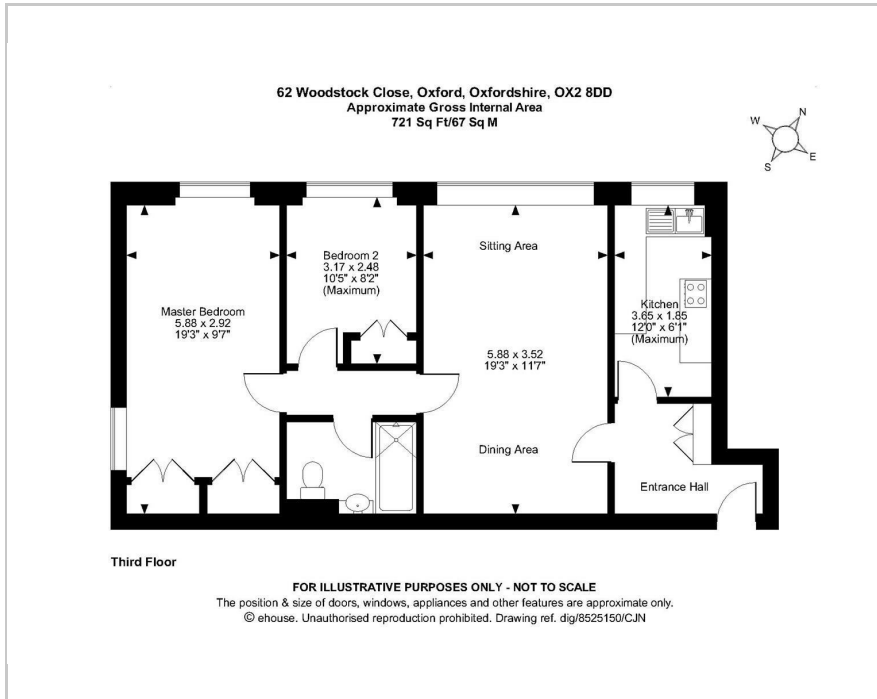 62 Woodstock Close, Oxford, Oxfordshire, OX2 8DD
Approximate Gross Internal Area
721 Sq Ft/67 Sq M
N
W
E
S
Sitting Area
Bedroom 2
3.17 x 2.48
10'5" x 8'2"
(Maximum)
Master Bedroom
5.88 x 2.92
19'3" x 9'7"
Kitchen
3.65 x 1.85
12'0" x 6'1"
(Maximum)
5.88 x 3.52
19'3" x 11'7"
Dining Area
Entrance Hall
Third Floor
FOR ILLUSTRATIVE PURPOSES ONLY - NOT TO SCALE
The position & size of doors, windows, appliances and other features are approximate only.
© ehouse. Unauthorised reproduction prohibited. Drawing ref. dig/8525150/CJN